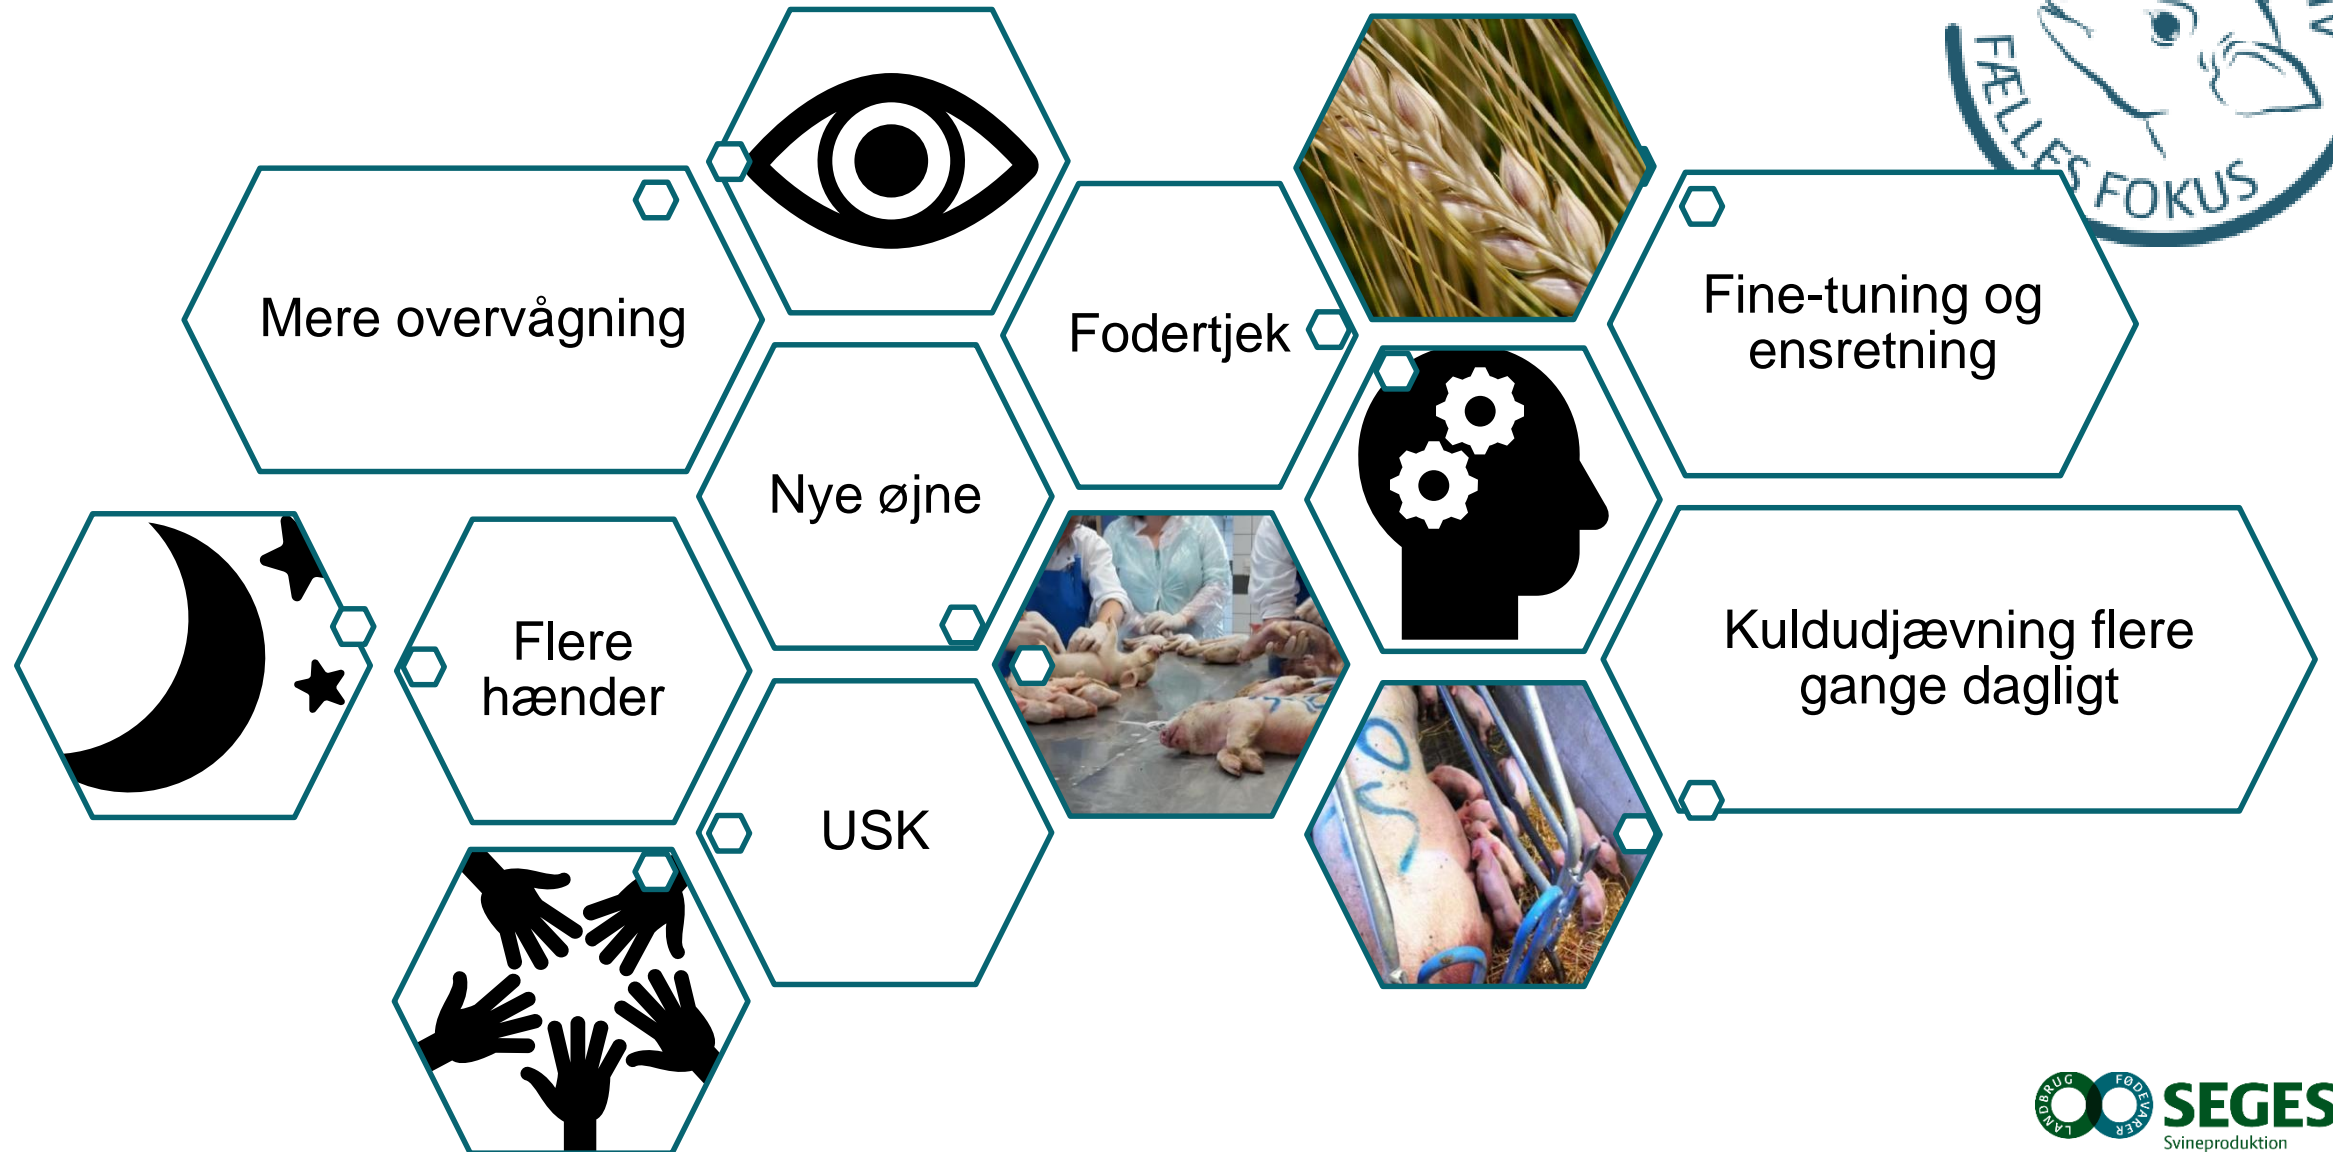 FÆLLES FOKUS
Mere overvågning
Fodertjek
Fine-tuning og
ensretning
Nye øjne
Flere
hænder
Kuldudjævning flere
gange dagligt
USK
LANDBRUG
FØDEVARER
SEGES
Svineproduktion